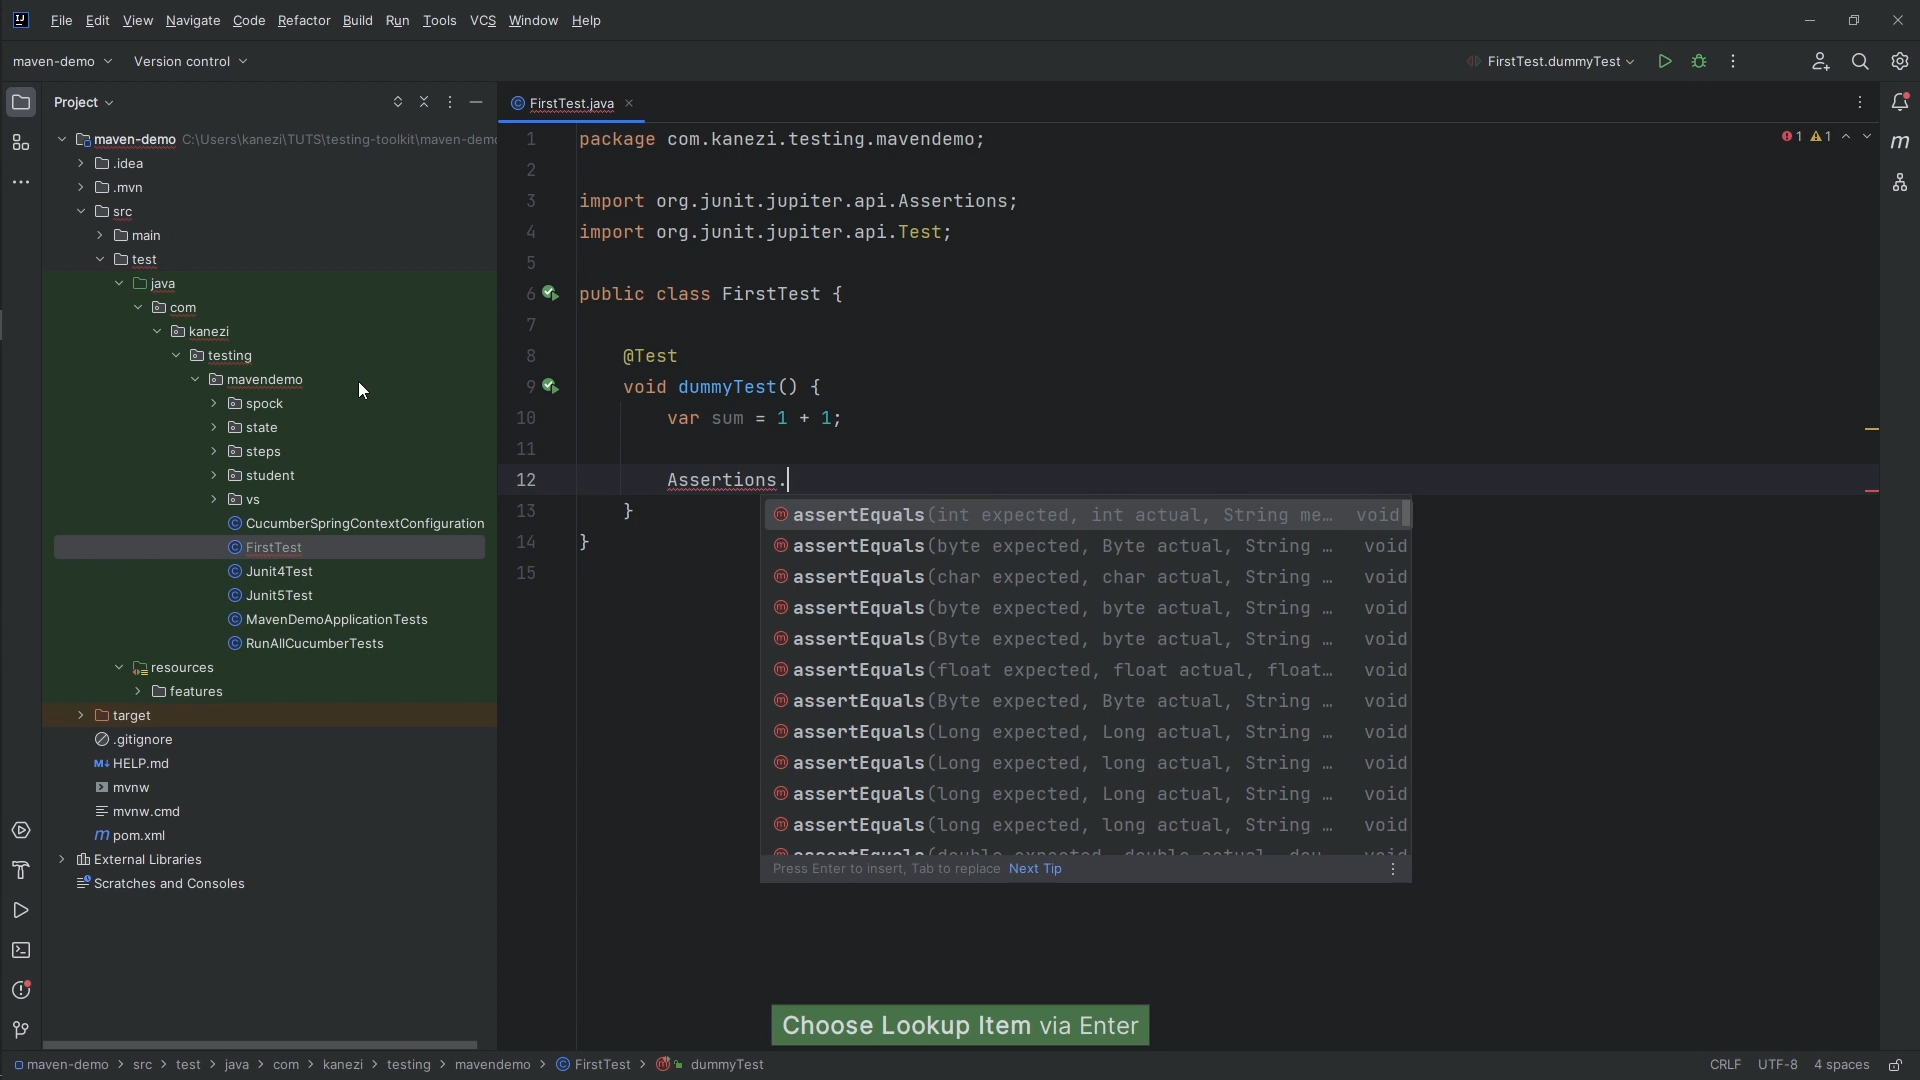 File Edit View Navigate Code Refactor Build Run Tools VCS Window Help
maven-demo Version control FirstTest.dummyTest
Project
maven-demo C:\Users\kanezi\TUTS\testing-toolkit\maven-demo
.idea
.mvn
src
main
test
java
com
kanezi
testing
mavendemo
spock
state
steps
student
vs
CucumberSpringContextConfiguration
FirstTest
Junit4Test
Junit5Test
MavenDemoApplicationTests
RunAllCucumberTests
resources
features
target
.gitignore
HELP.md
mvnw
mvnw.cmd
pom.xml
External Libraries
Scratches and Consoles
FirstTest.java
1 package com.kanezi.testing.mavendemo; 1 1
2
3 import org.junit.jupiter.api.Assertions;
4 import org.junit.jupiter.api.Test;
5
6 public class FirstTest {
7
8 @Test
9 void dummyTest() {
10 var sum = 1 + 1;
11
12 Assertions.
13 }
14 }
15
assertEquals(int expected, int actual, String me… void
assertEquals(byte expected, Byte actual, String … void
assertEquals(char expected, char actual, String … void
assertEquals(byte expected, byte actual, String … void
assertEquals(Byte expected, byte actual, String … void
assertEquals(float expected, float actual, float… void
assertEquals(Byte expected, Byte actual, String … void
assertEquals(Long expected, Long actual, String … void
assertEquals(Long expected, long actual, String … void
assertEquals(long expected, Long actual, String … void
assertEquals(long expected, long actual, String … void
assertEquals(double expected, double actual, dou… void
Press Enter to insert, Tab to replace Next Tip
Choose Lookup Item via Enter
maven-demo > src > test > java > com > kanezi > testing > mavendemo > FirstTest > dummyTest CRLF UTF-8 4 spaces